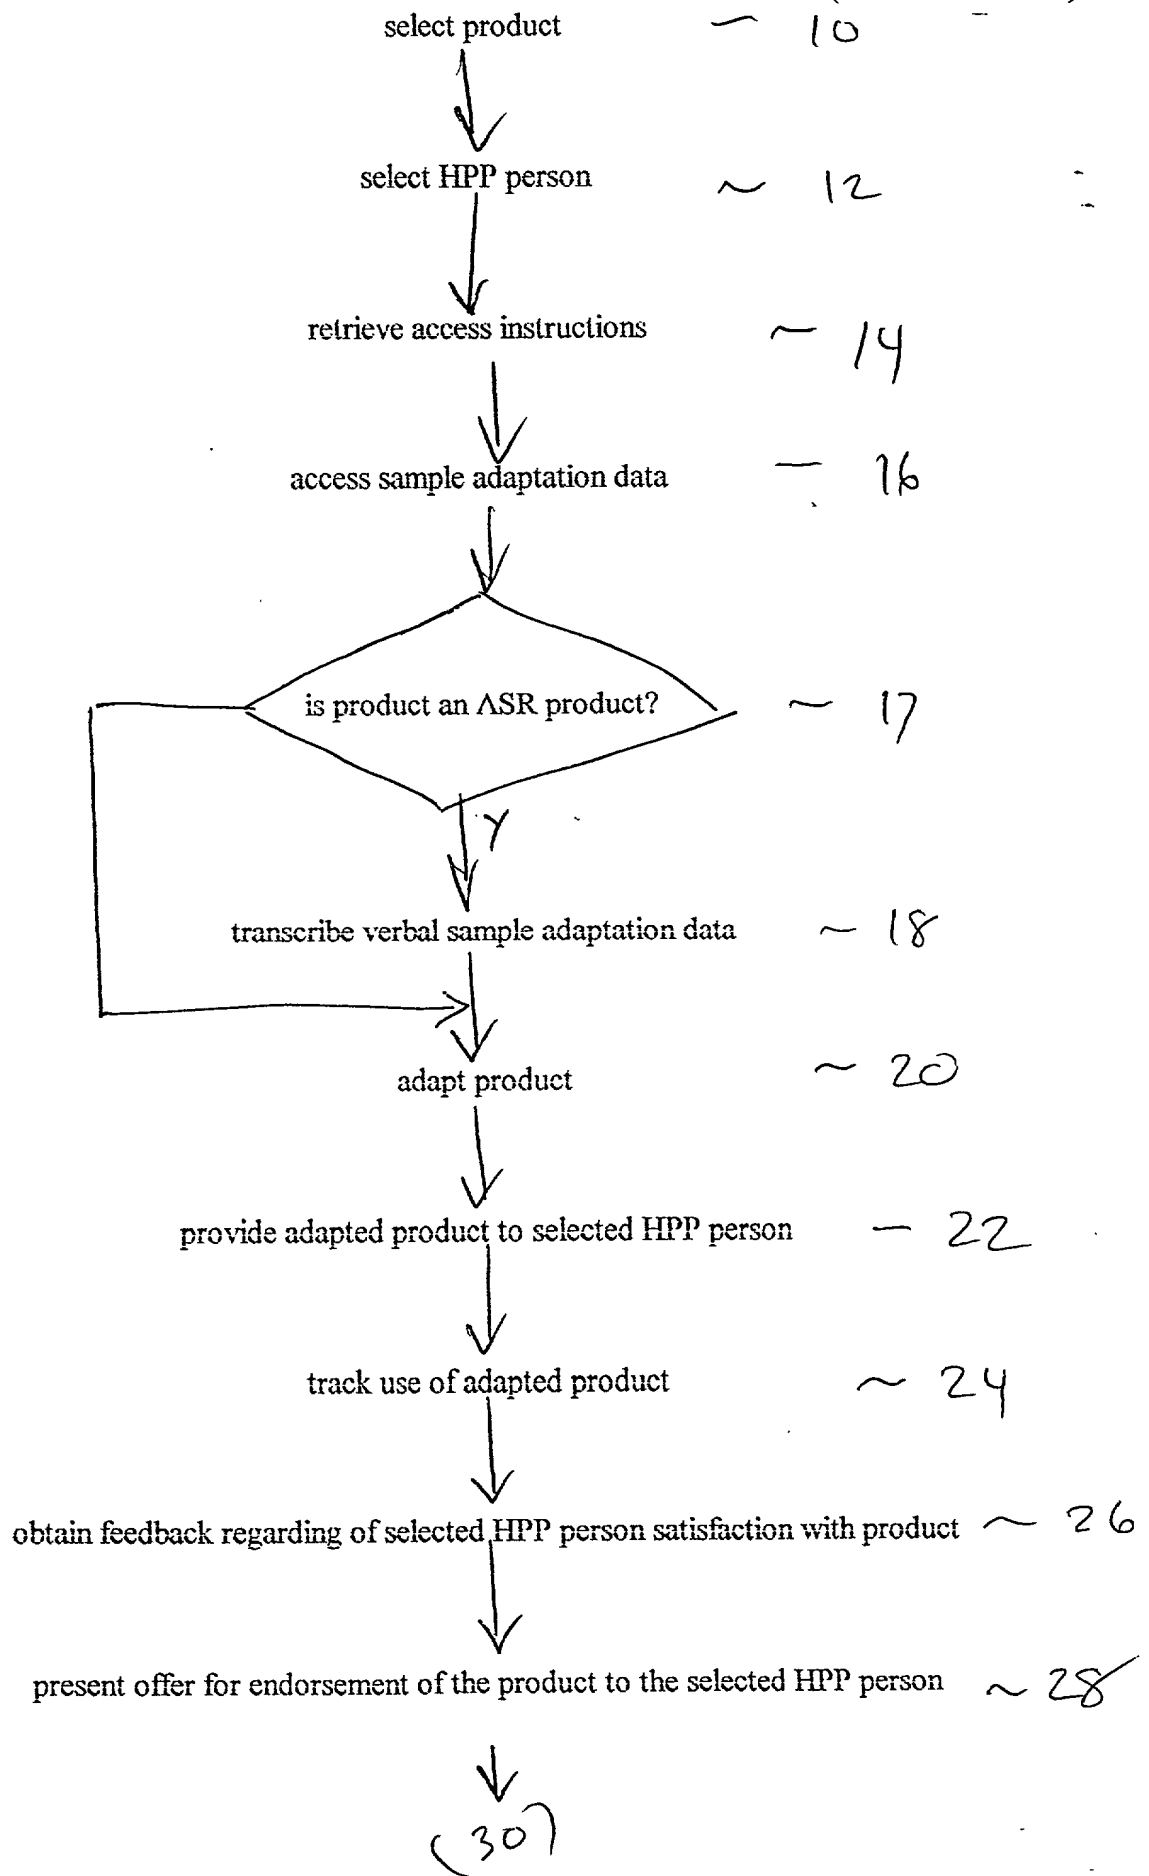 select product ~ 10
select HPP person ~ 12
retrieve access instructions ~ 14
access sample adaptation data — 16
is product an ASR product? ~ 17
Y
transcribe verbal sample adaptation data ~ 18
adapt product ~ 20
provide adapted product to selected HPP person — 22
track use of adapted product ~ 24
obtain feedback regarding of selected HPP person satisfaction with product ~ 26
present offer for endorsement of the product to the selected HPP person ~ 28
(30)